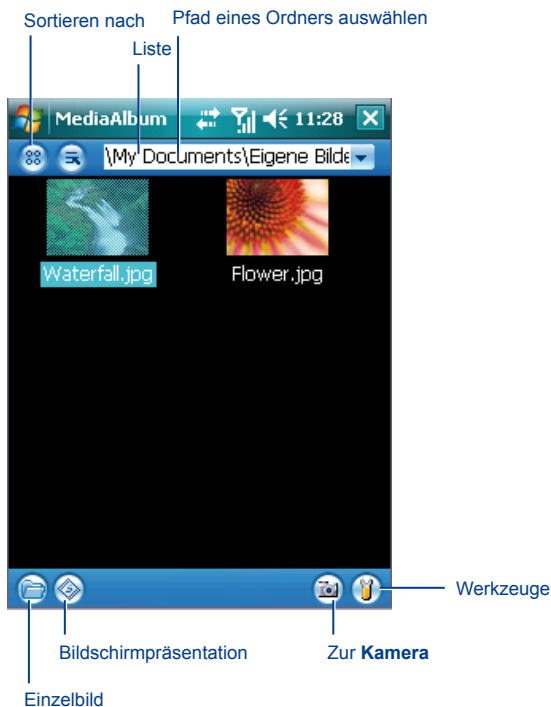 Sortieren nach
Pfad eines Ordners auswählen
Liste
MediaAlbum 11:28
\My Documents\Eigene Bilde
Waterfall.jpg
Flower.jpg
Werkzeuge
Bildschirmpräsentation
Zur Kamera
Einzelbild